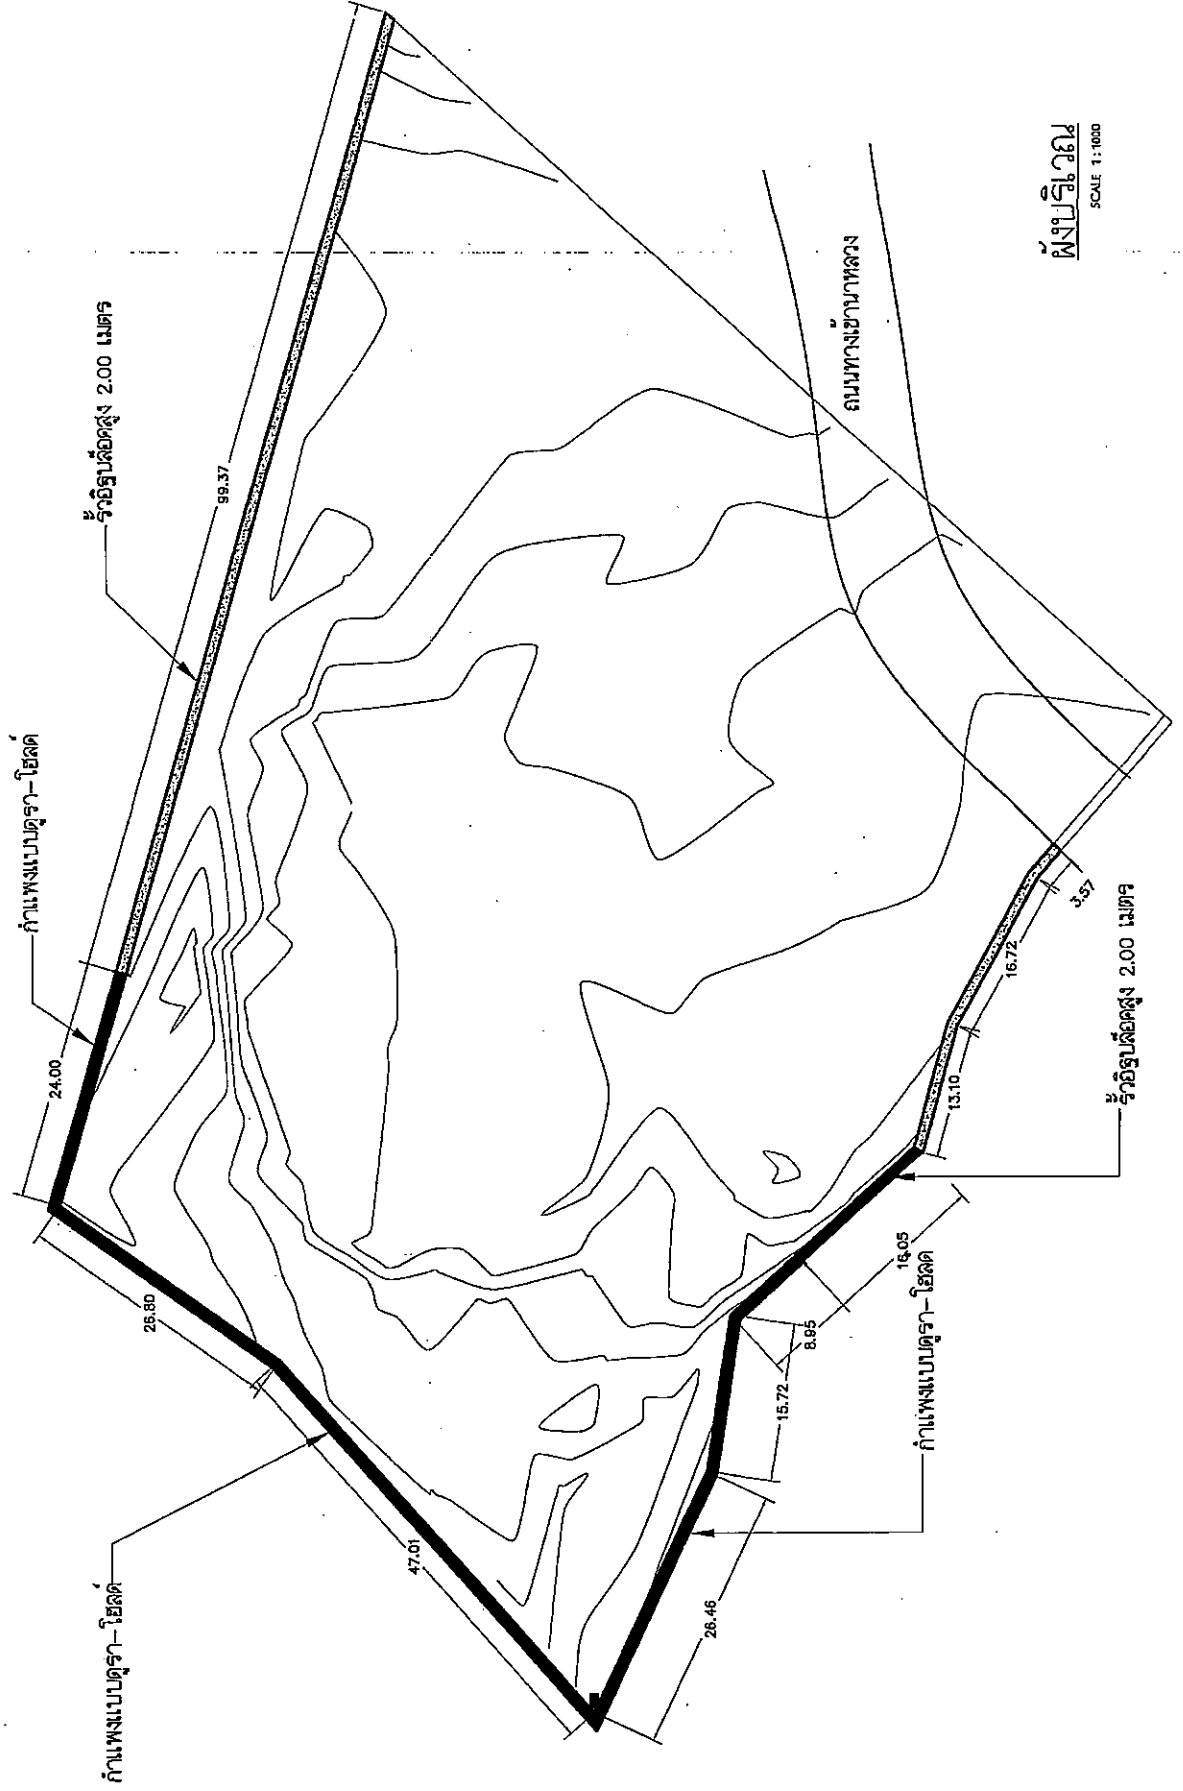 กำแพงแบบดูรา-โฮลด์
กำแพงแบบดูรา-โฮลด์
รั้วอิฐบล็อคสูง 2.00 เมตร
24.00
99.37
26.80
47.01
26.46
15.72
8.95
16.05
13.10
16.72
3.57
กำแพงแบบดูรา-โฮลด์
รั้วอิฐบล็อคสูง 2.00 เมตร
ถนนทางเข้านาหลวง
ผังบริเวณ
SCALE 1:1000